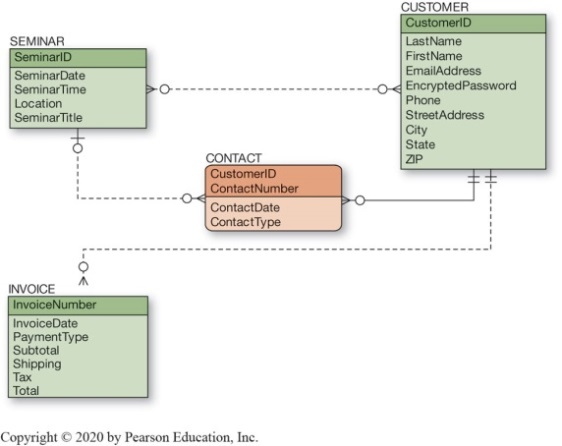 CUSTOMER
CustomerID
LastName
FirstName
EmailAddress
EncryptedPassword
Phone
StreetAddress
City
State
ZIP
SEMINAR
SeminarID
SeminarDate
SeminarTime
Location
SeminarTitle
CONTACT
CustomerID
ContactNumber
ContactDate
ContactType
INVOICE
InvoiceNumber
InvoiceDate
PaymentType
Subtotal
Shipping
Tax
Total
Copyright © 2020 by Pearson Education, Inc.